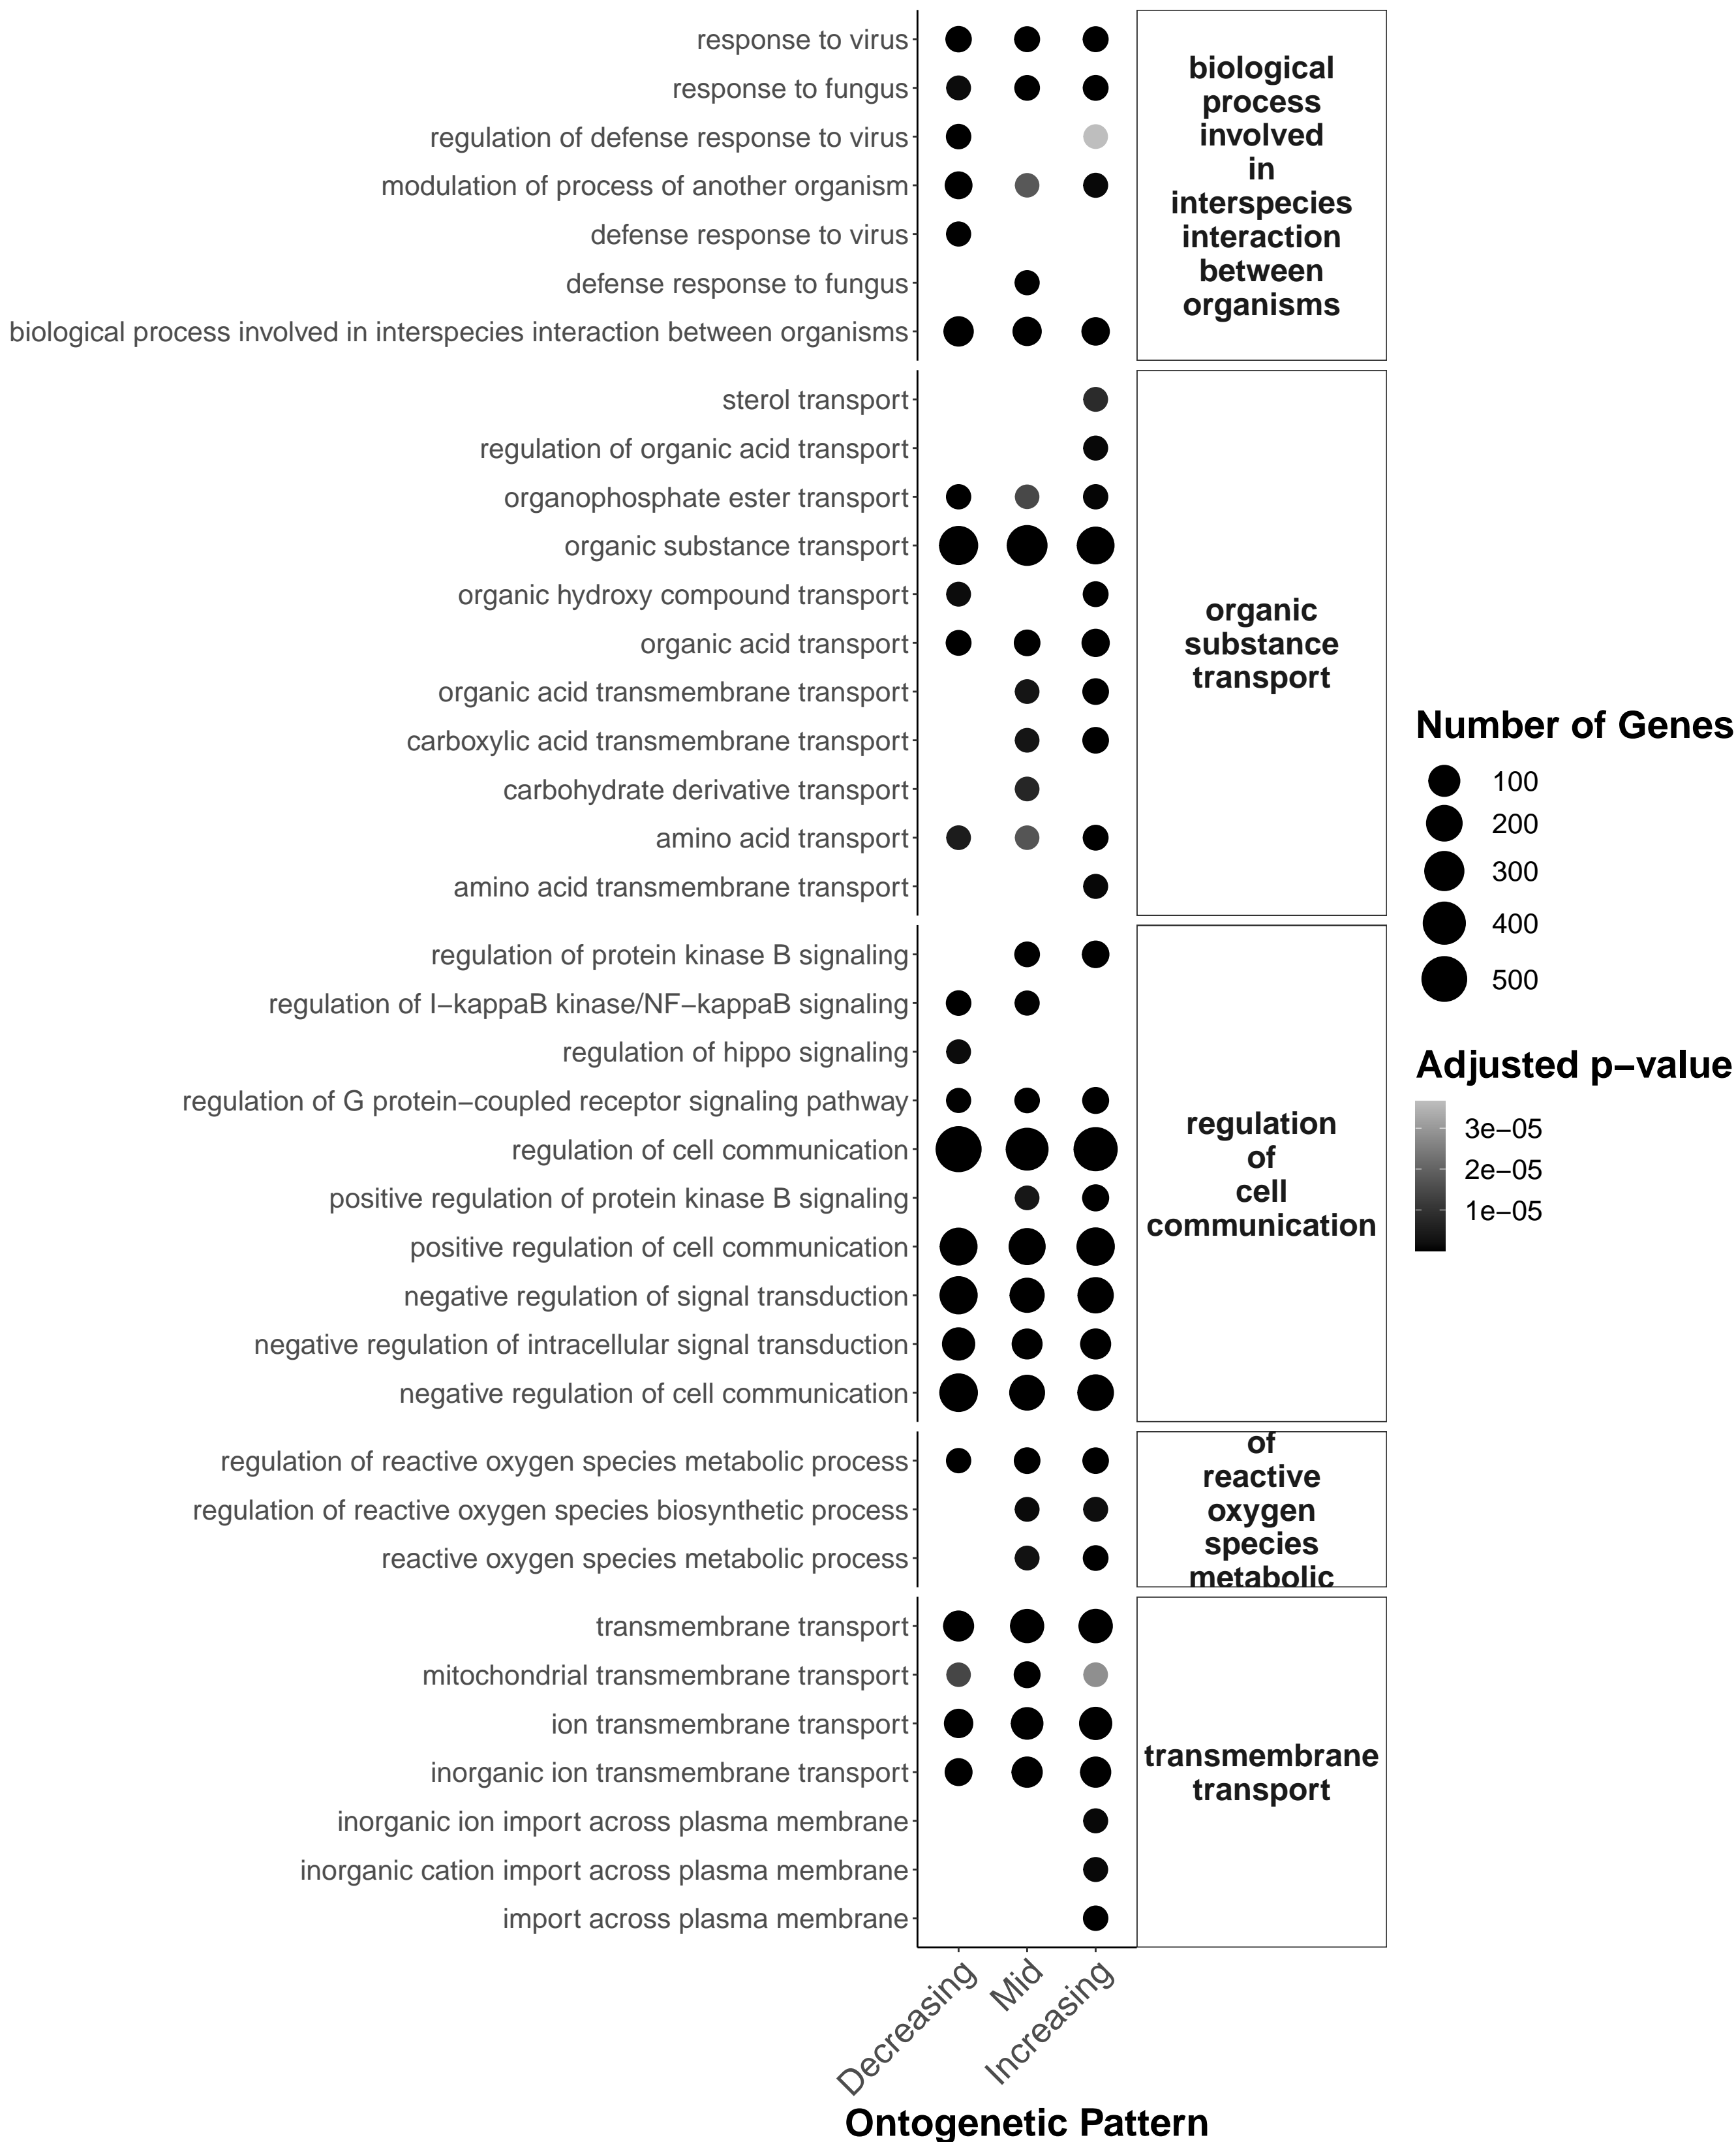 response to virus
response to fungus
regulation of defense response to virus
modulation of process of another organism
defense response to virus
defense response to fungus
biological process involved in interspecies interaction between organisms
biological
process
involved
in
interspecies
interaction
between
organisms
sterol transport
regulation of organic acid transport
organophosphate ester transport
organic substance transport
organic hydroxy compound transport
organic acid transport
organic acid transmembrane transport
carboxylic acid transmembrane transport
carbohydrate derivative transport
amino acid transport
amino acid transmembrane transport
organic
substance
transport
regulation of protein kinase B signaling
regulation of I−kappaB kinase/NF−kappaB signaling
regulation of hippo signaling
regulation of G protein−coupled receptor signaling pathway
regulation of cell communication
positive regulation of protein kinase B signaling
positive regulation of cell communication
negative regulation of signal transduction
negative regulation of intracellular signal transduction
negative regulation of cell communication
regulation
of
cell
communication
regulation of reactive oxygen species metabolic process
regulation of reactive oxygen species biosynthetic process
reactive oxygen species metabolic process
of
reactive
oxygen
species
metabolic
transmembrane transport
mitochondrial transmembrane transport
ion transmembrane transport
inorganic ion transmembrane transport
inorganic ion import across plasma membrane
inorganic cation import across plasma membrane
import across plasma membrane
transmembrane
transport
Decreasing
Mid
Increasing
Ontogenetic Pattern
Number of Genes
100
200
300
400
500
Adjusted p−value
3e−05
2e−05
1e−05